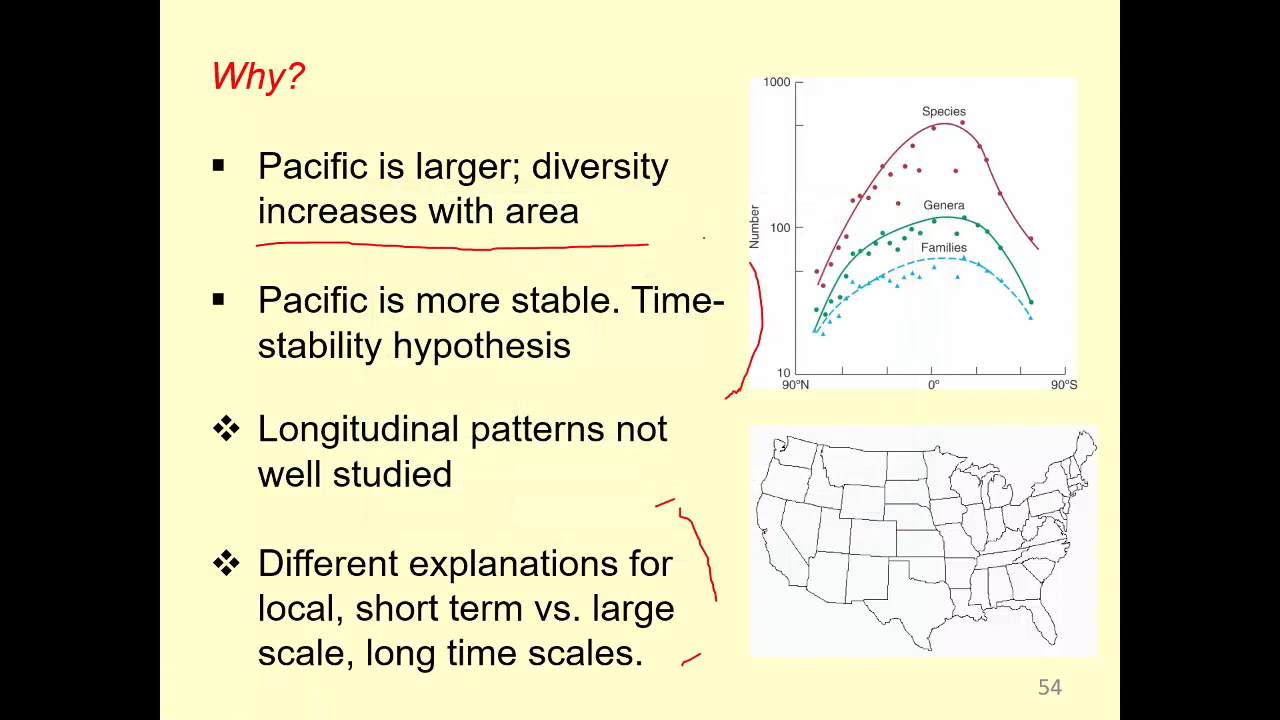 Why?
▪ Pacific is larger; diversity
increases with area
▪ Pacific is more stable. Time-
stability hypothesis
❖ Longitudinal patterns not
well studied
❖ Different explanations for
local, short term vs. large
scale, long time scales.
1000
Species
Genera
Number
100
Families
10
90°N
0°
90°S
54